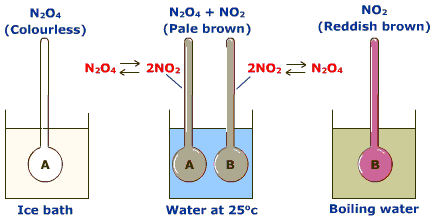 N₂O₄
(Colourless)
N₂O₄ + NO₂
(Pale brown)
NO₂
(Reddish brown)
N₂O₄ ⇌ 2NO₂
2NO₂ ⇌ N₂O₄
A
A
B
B
Ice bath
Water at 25°c
Boiling water